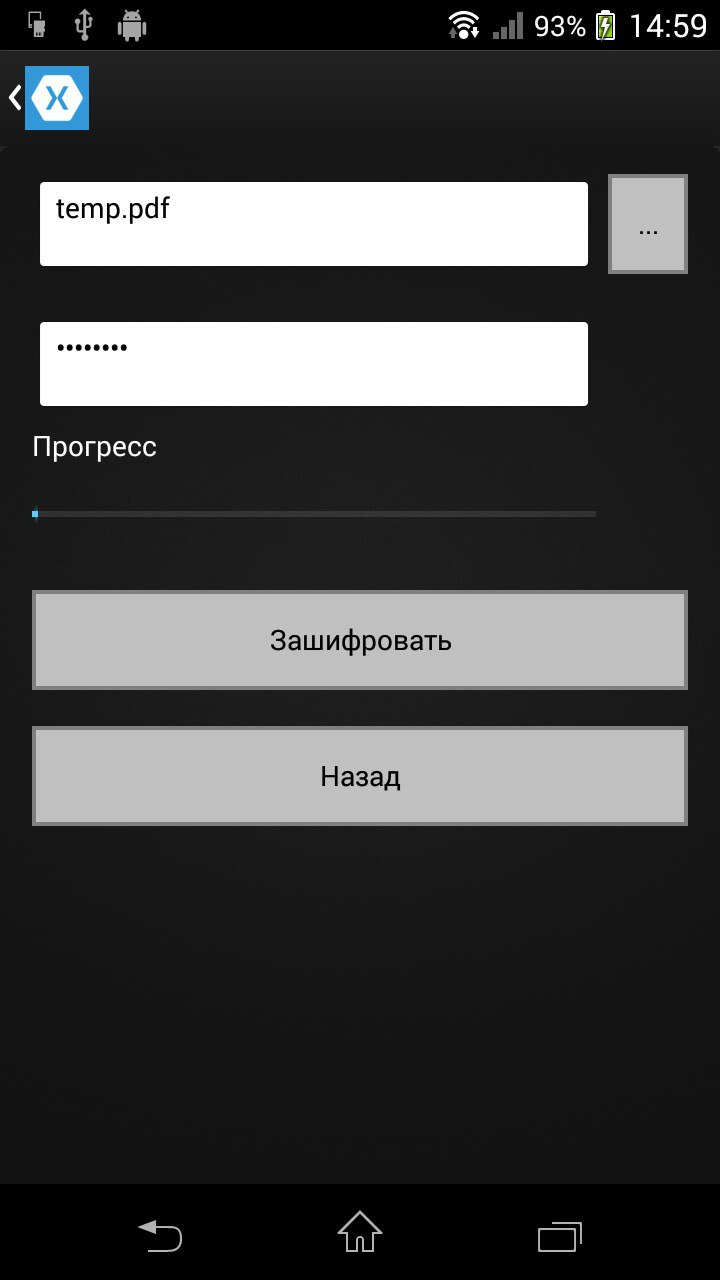 93% 14:59
X
temp.pdf
...
••••••••
Прогресс
Зашифровать
Назад